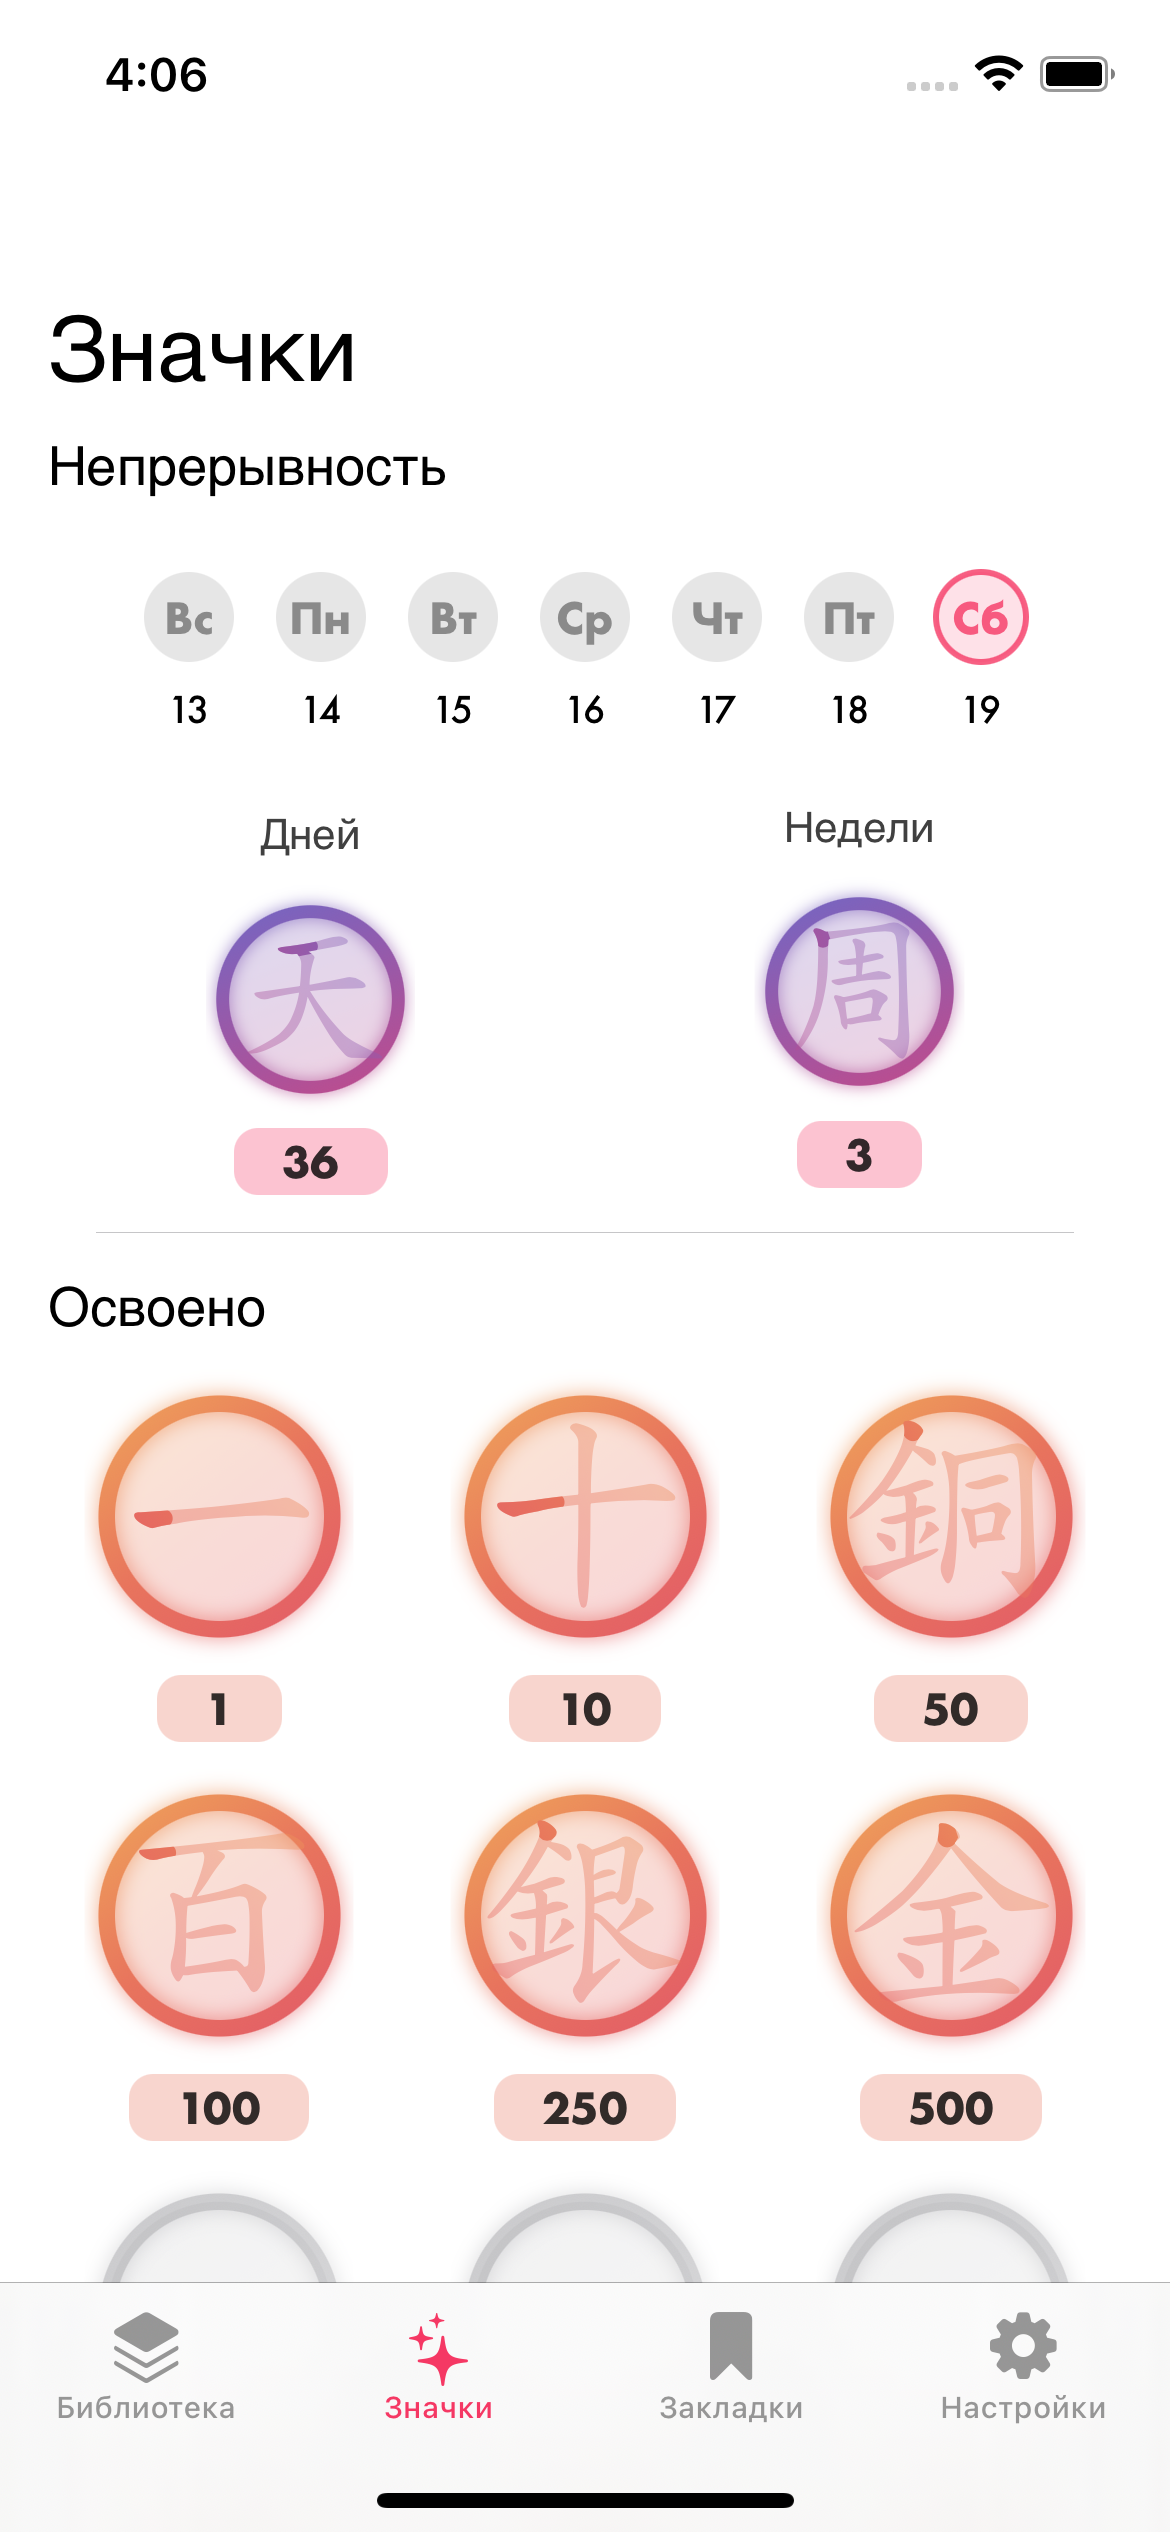 4:06
Значки
Непрерывность
Вс Пн Вт Ср Чт Пт Сб
13 14 15 16 17 18 19
Дней Недели
天 周
36 3
Освоено
一 十 銅
1 10 50
百 銀 金
100 250 500
Библиотека Значки Закладки Настройки